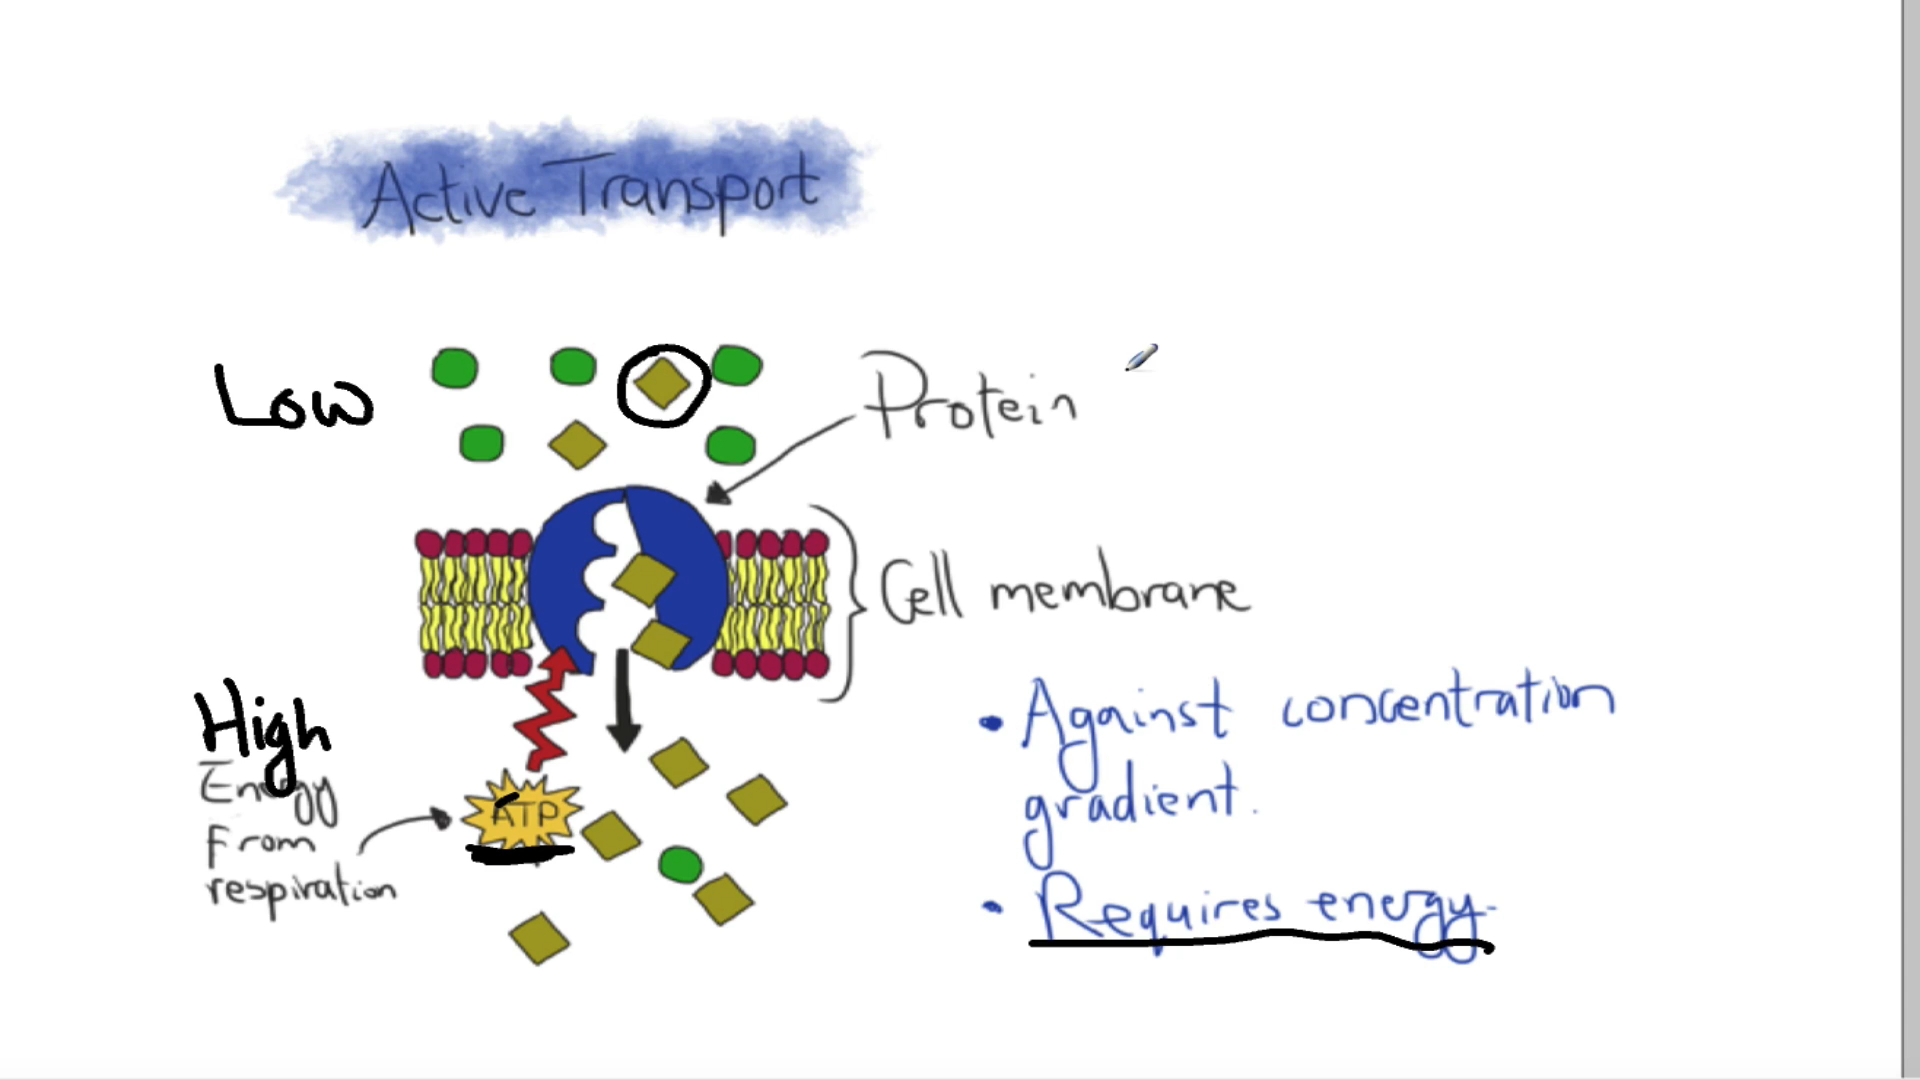 Active Transport
Low
Protein
Cell membrane
High
Energy
From
respiration
ATP
• Against concentration
gradient.
• Requires energy.